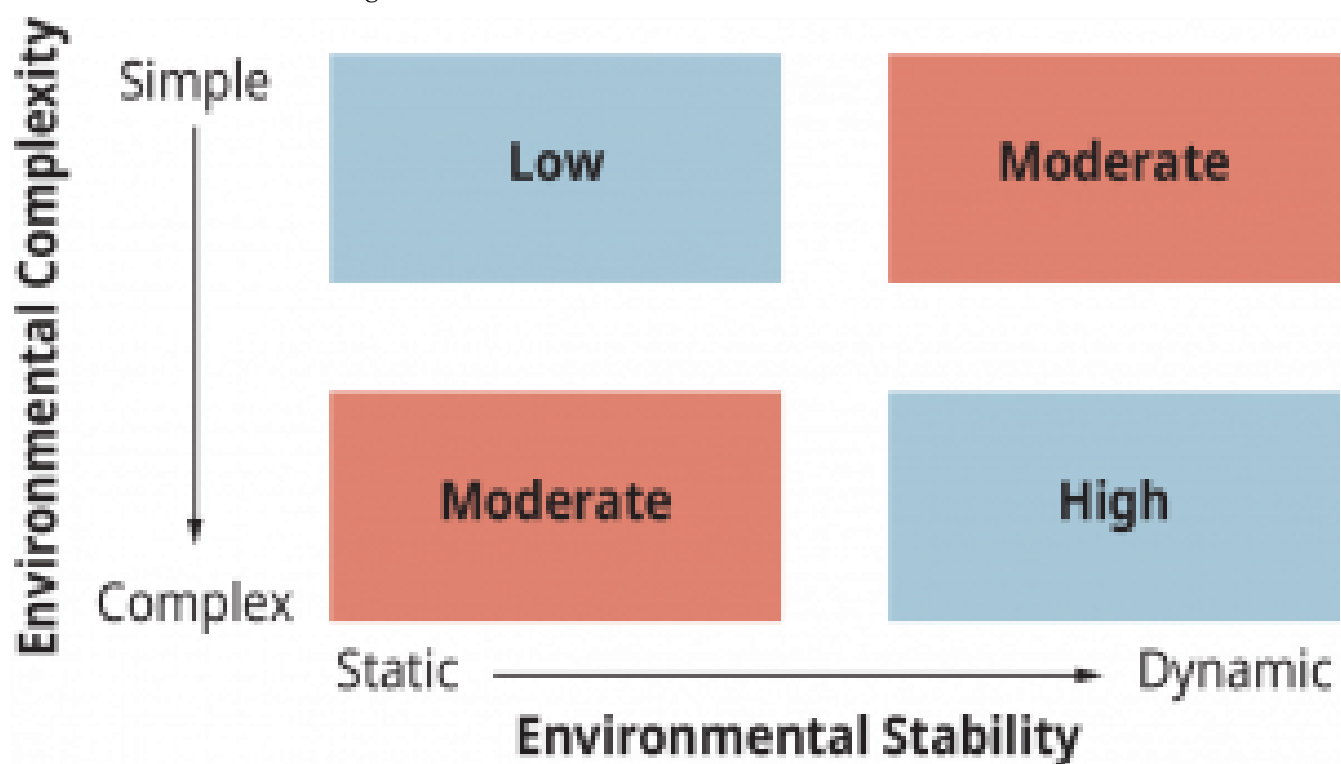 Environmental Complexity
Simple
Low
Moderate
Moderate
High
Complex
Static
Dynamic
Environmental Stability